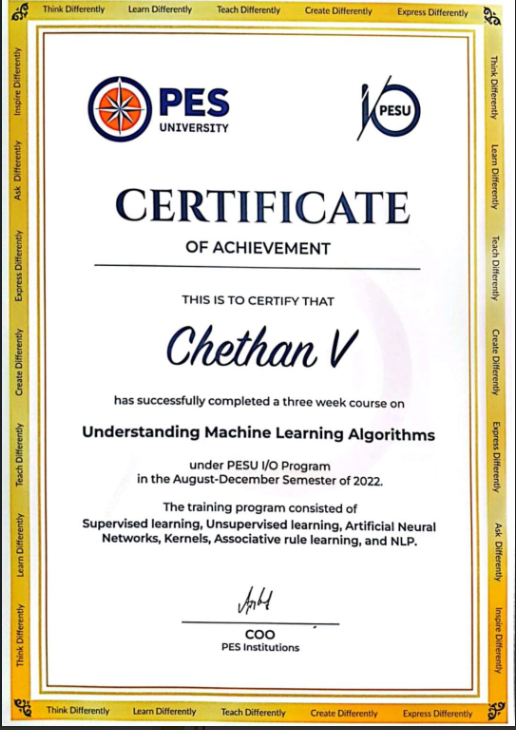 Think Differently Learn Differently Teach Differently Create Differently Express Differently
PES
UNIVERSITY
I/O
PESU
CERTIFICATE
OF ACHIEVEMENT
THIS IS TO CERTIFY THAT
Chethan V
has successfully completed a three week course on
Understanding Machine Learning Algorithms
under PESU I/O Program
in the August-December Semester of 2022.
The training program consisted of
Supervised learning, Unsupervised learning, Artificial Neural
Networks, Kernels, Associative rule learning, and NLP.
COO
PES Institutions
Think Differently Learn Differently Teach Differently Create Differently Express Differently
Think Differently Learn Differently Teach Differently Create Differently Express Differently Ask Differently Inspire Differently
Think Differently Learn Differently Teach Differently Create Differently Express Differently Ask Differently Inspire Differently